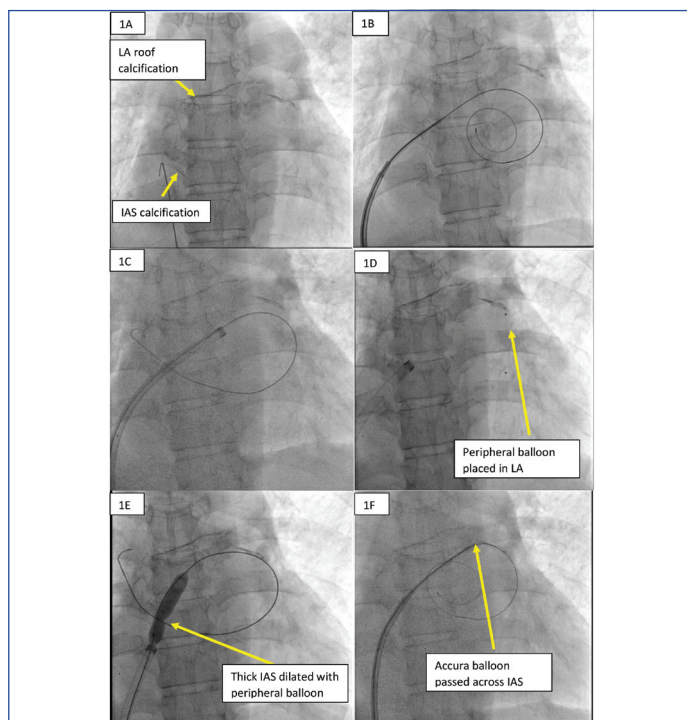 1A
LA roof
calcification
IAS calcification
1B
1C
1D
Peripheral balloon
placed in LA
1E
Thick IAS dilated with
peripheral balloon
1F
Accura balloon
passed across IAS